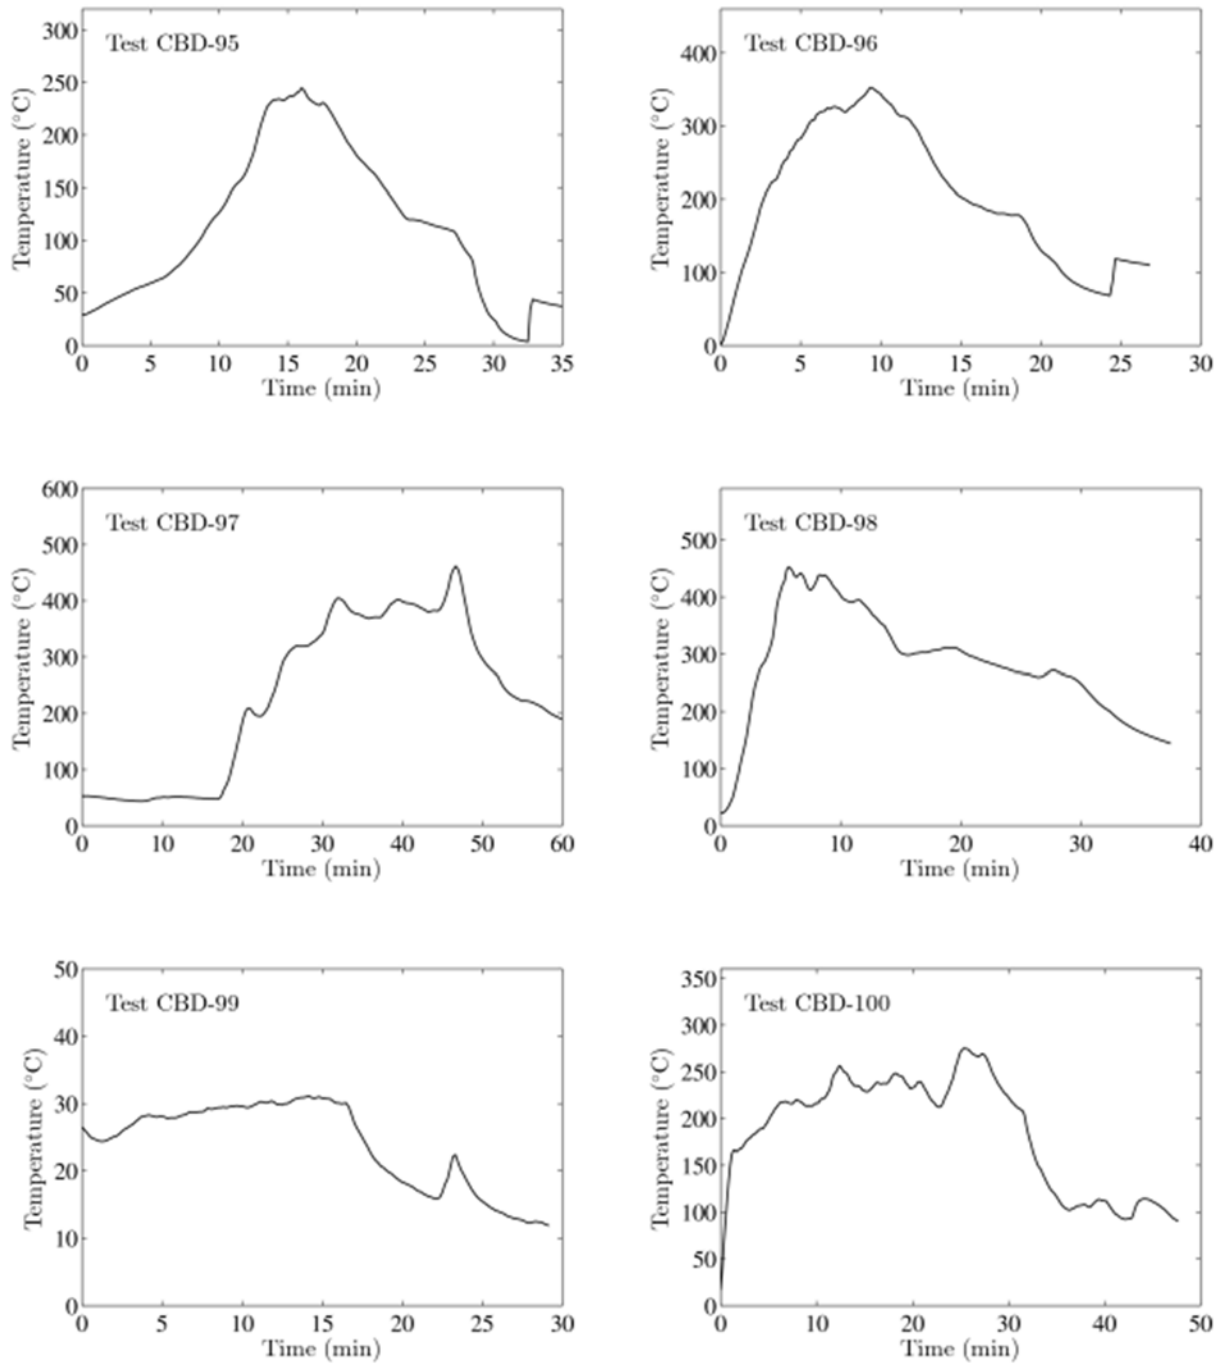 Test CBD-95
Temperature (°C)
300
250
200
150
100
50
0
0 5 10 15 20 25 30 35
Time (min)
Test CBD-96
Temperature (°C)
400
300
200
100
0
0 5 10 15 20 25 30
Time (min)
Test CBD-97
Temperature (°C)
600
500
400
300
200
100
0
0 10 20 30 40 50 60
Time (min)
Test CBD-98
Temperature (°C)
500
400
300
200
100
0
0 10 20 30 40
Time (min)
Test CBD-99
Temperature (°C)
50
40
30
20
10
0
0 5 10 15 20 25 30
Time (min)
Test CBD-100
Temperature (°C)
350
300
250
200
150
100
50
0
0 10 20 30 40 50
Time (min)